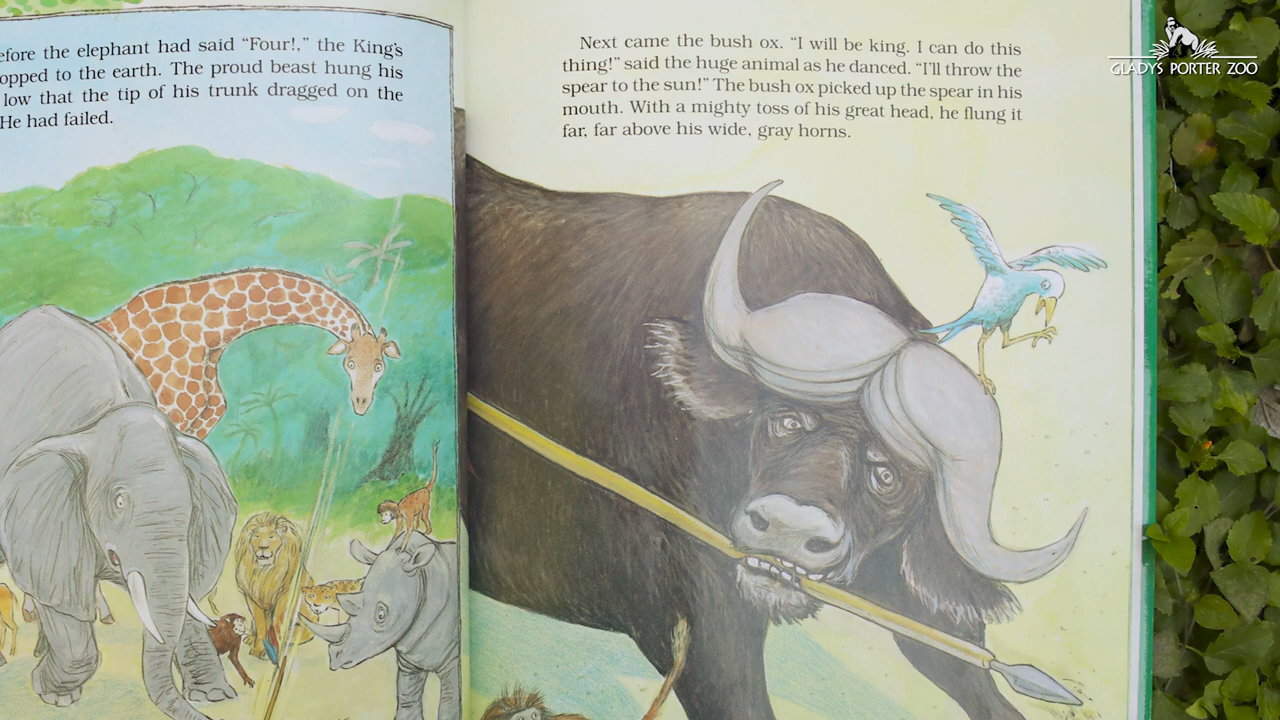 efore the elephant had said “Four!,” the King's
opped to the earth. The proud beast hung his
low that the tip of his trunk dragged on the
He had failed.
Next came the bush ox. “I will be king. I can do this
thing!” said the huge animal as he danced. “I'll throw the
spear to the sun!” The bush ox picked up the spear in his
mouth. With a mighty toss of his great head, he flung it
far, far above his wide, gray horns.
GLADYS PORTER ZOO